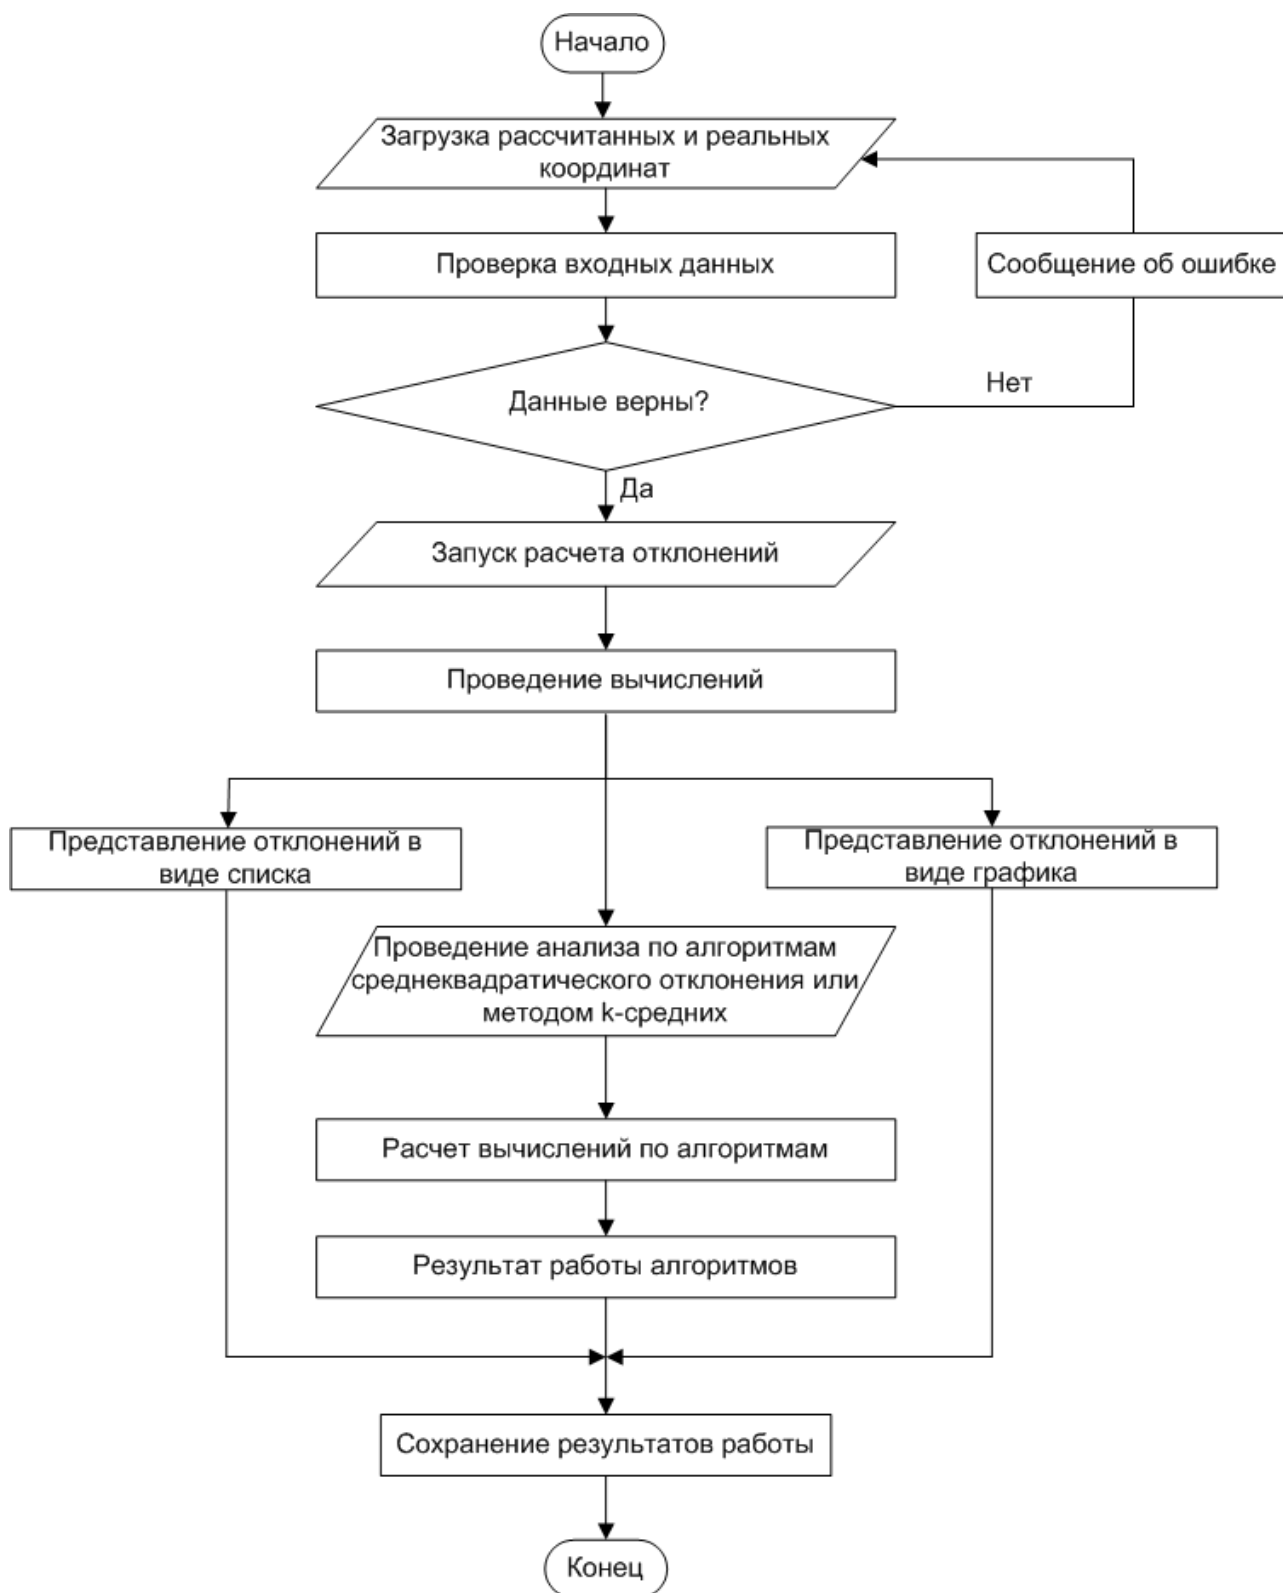 Начало
Загрузка рассчитанных и реальных
координат
Проверка входных данных
Сообщение об ошибке
Данные верны?
Нет
Да
Запуск расчета отклонений
Проведение вычислений
Представление отклонений в
виде списка
Представление отклонений в
виде графика
Проведение анализа по алгоритмам
среднеквадратического отклонения или
методом k-средних
Расчет вычислений по алгоритмам
Результат работы алгоритмов
Сохранение результатов работы
Конец